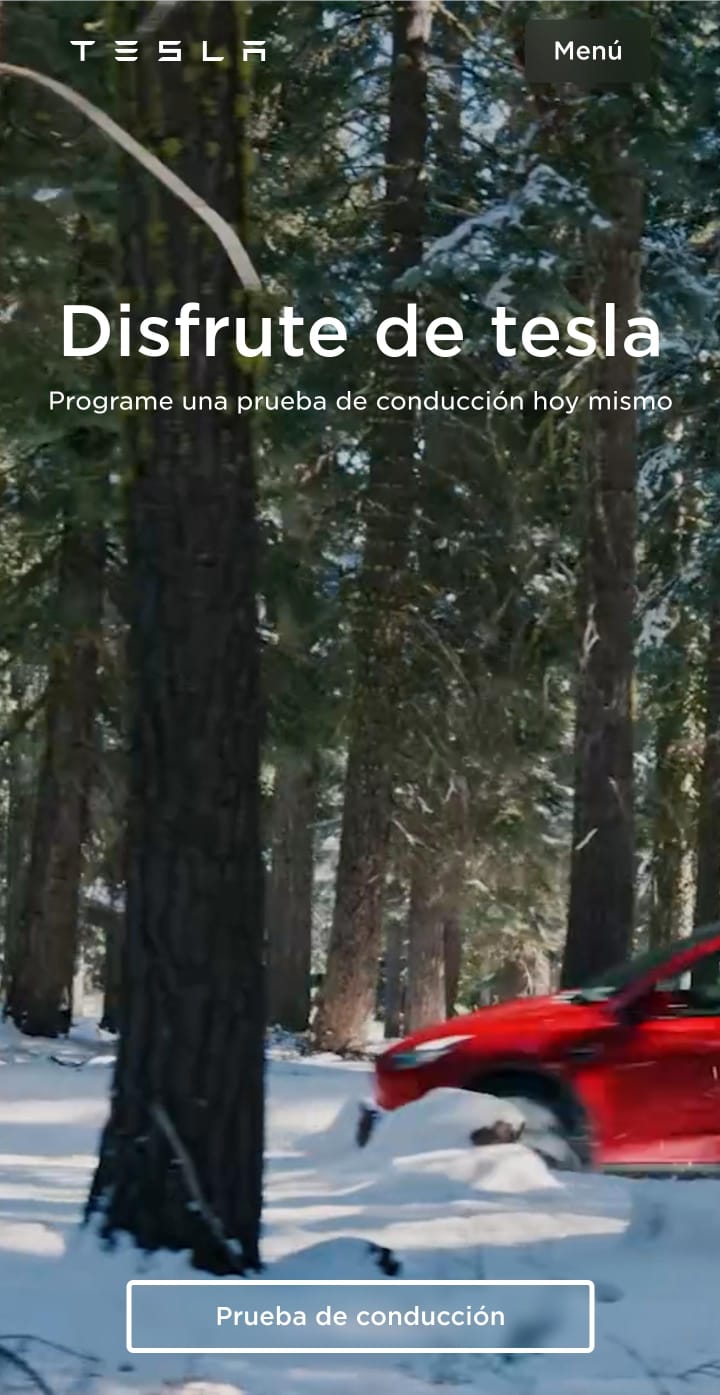 TESLA
Menú
Disfrute de tesla
Programe una prueba de conducción hoy mismo
Prueba de conducción